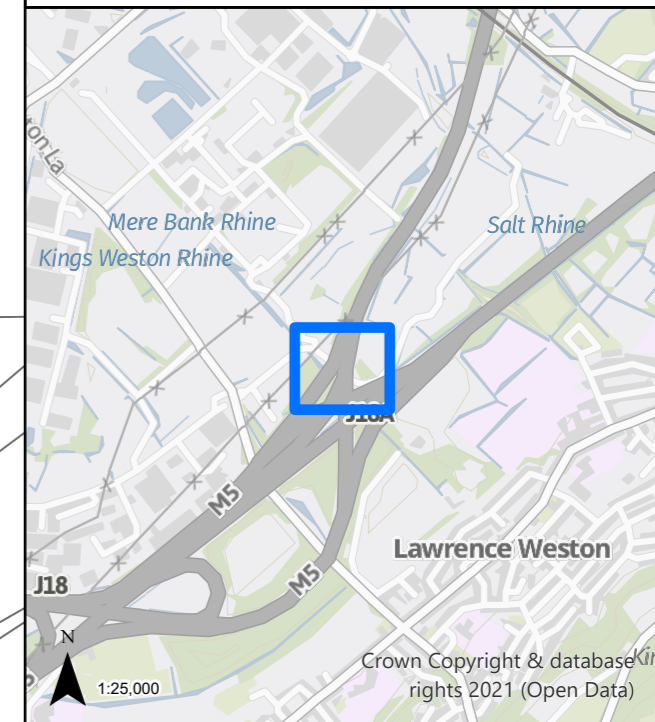 Mere Bank Rhine
Salt Rhine
Kings Weston Rhine
J18A
M5
Lawrence Weston
M5
J18
N
Crown Copyright & database
1:25,000
rights 2021 (Open Data)